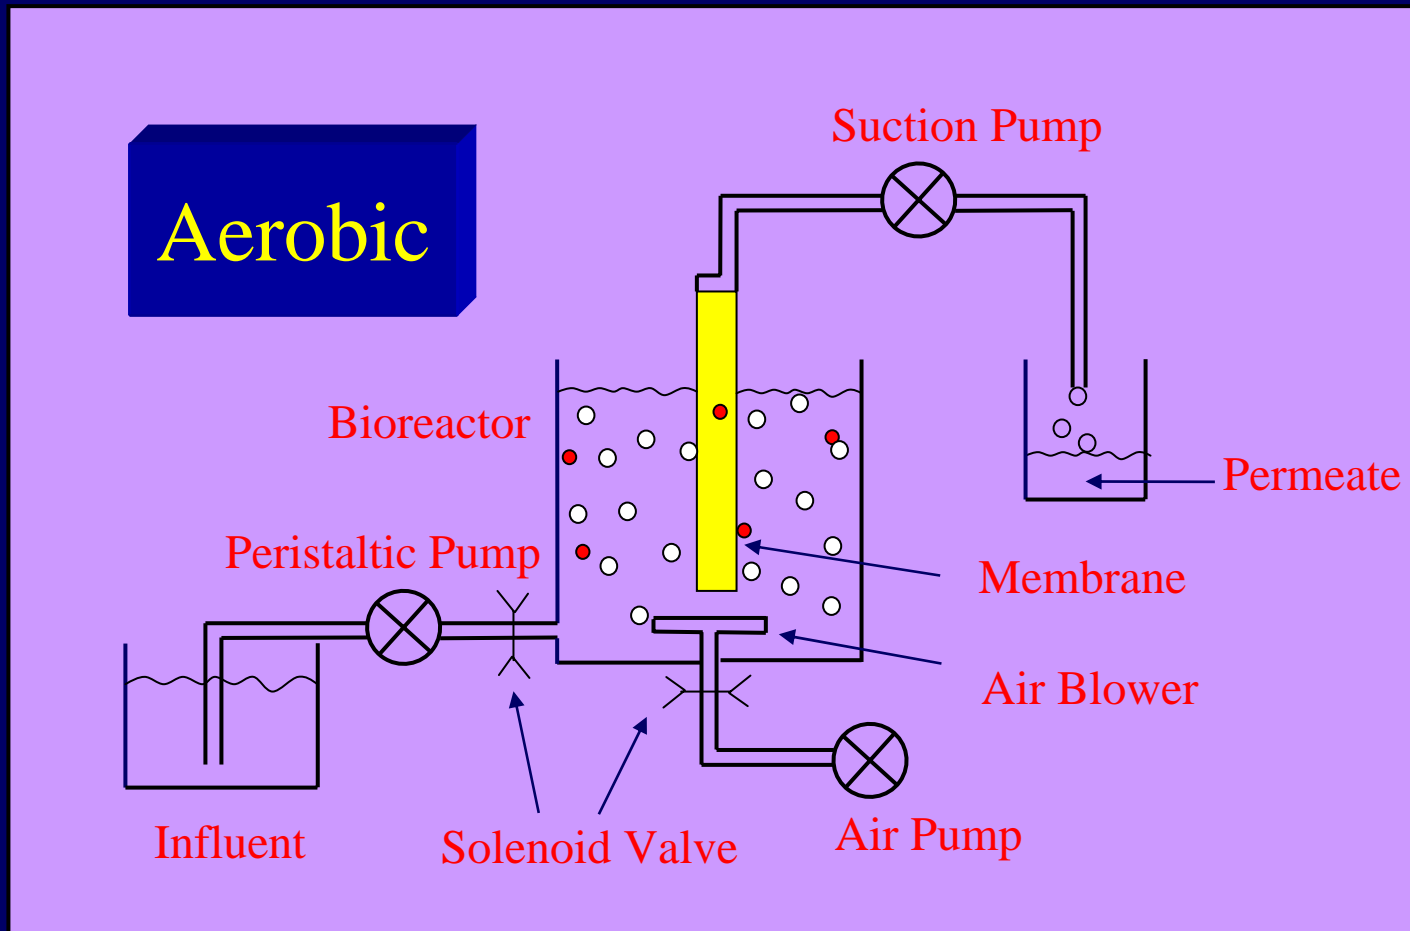 Suction Pump
Aerobic
Bioreactor
Permeate
Peristaltic Pump
Membrane
Air Blower
Influent
Solenoid Valve
Air Pump